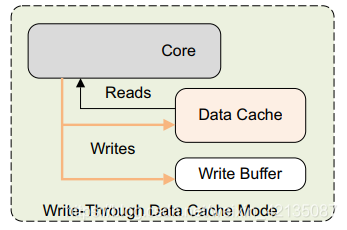 Core
Reads
Data Cache
Writes
Write Buffer
Write-Through Data Cache Mode